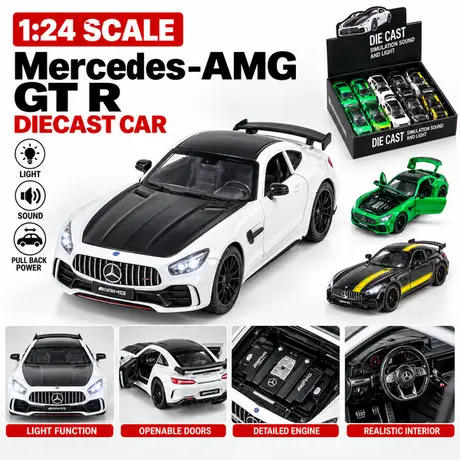 1:24 SCALE
Mercedes-AMG
GT R
DIECAST CAR
LIGHT
SOUND
PULL BACK
POWER
DIE CAST
SIMULATION SOUND
AND LIGHT
DIE CAST
SIMULATION SOUND
AND LIGHT
AMG
LIGHT FUNCTION
OPENABLE DOORS
DETAILED ENGINE
REALISTIC INTERIOR